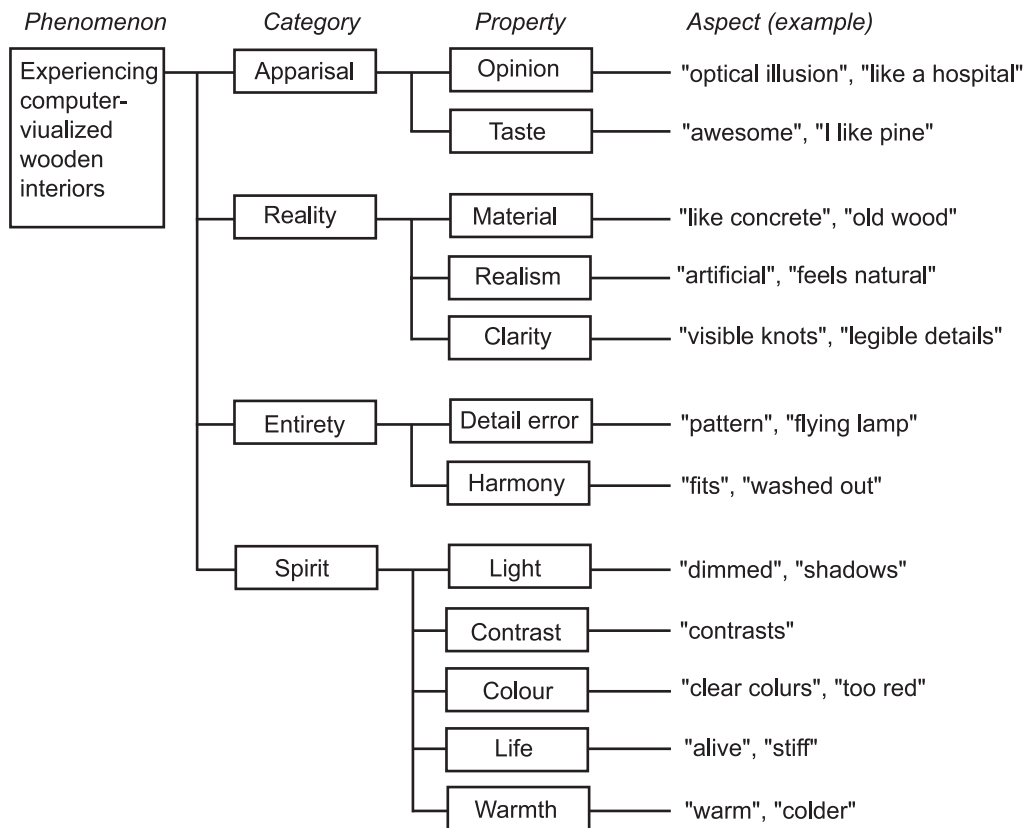 Phenomenon Category Property Aspect (example)
Experiencing
computer-
viualized
wooden
interiors
Apparisal
Opinion
"optical illusion", "like a hospital"
Taste
"awesome", "I like pine"
Reality
Material
"like concrete", "old wood"
Realism
"artificial", "feels natural"
Clarity
"visible knots", "legible details"
Entirety
Detail error
"pattern", "flying lamp"
Harmony
"fits", "washed out"
Spirit
Light
"dimmed", "shadows"
Contrast
"contrasts"
Colour
"clear colurs", "too red"
Life
"alive", "stiff"
Warmth
"warm", "colder"